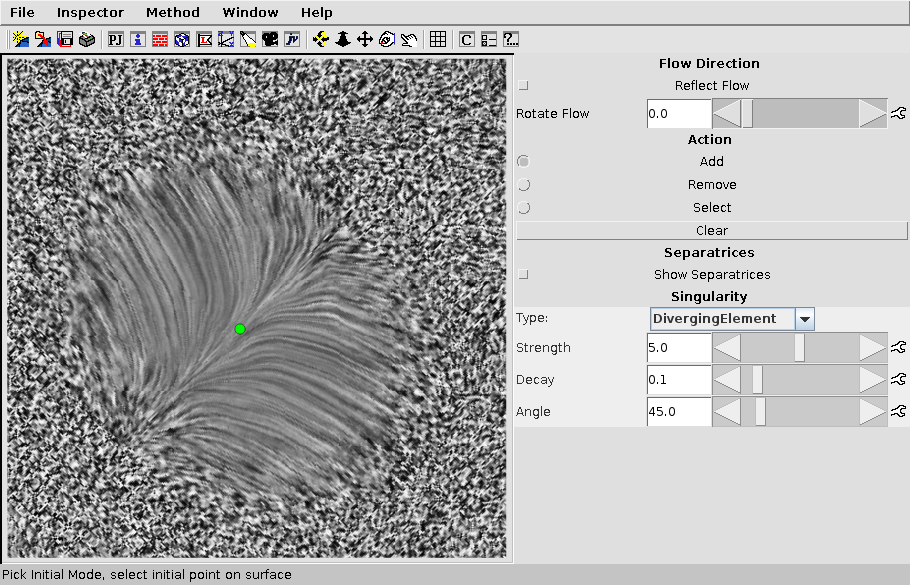 File Inspector Method Window Help
PJ i jv C ?...
Flow Direction
Reflect Flow
Rotate Flow 0.0
Action
Add
Remove
Select
Clear
Separatrices
Show Separatrices
Singularity
Type: DivergingElement
Strength 5.0
Decay 0.1
Angle 45.0
Pick Initial Mode, select initial point on surface